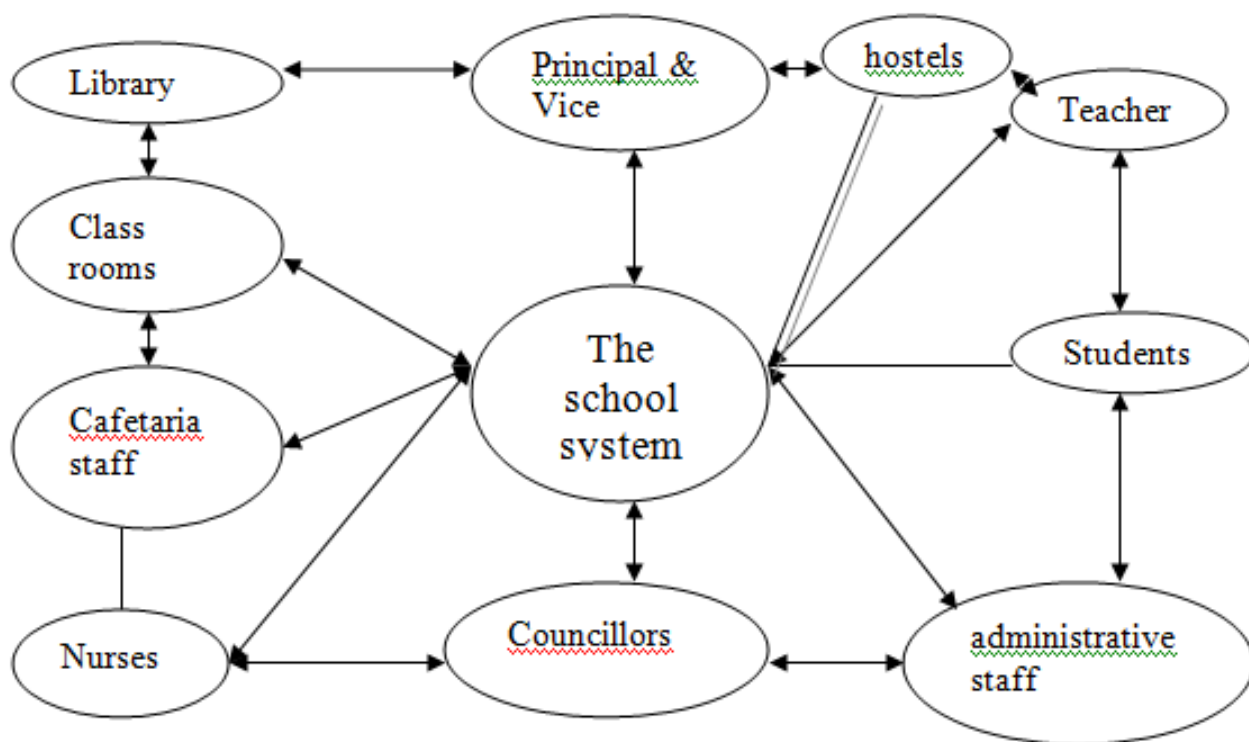 Library
Principal &
Vice
hostels
Teacher
Class
rooms
The
school
system
Students
Cafetaria
staff
Nurses
Councillors
administrative
staff